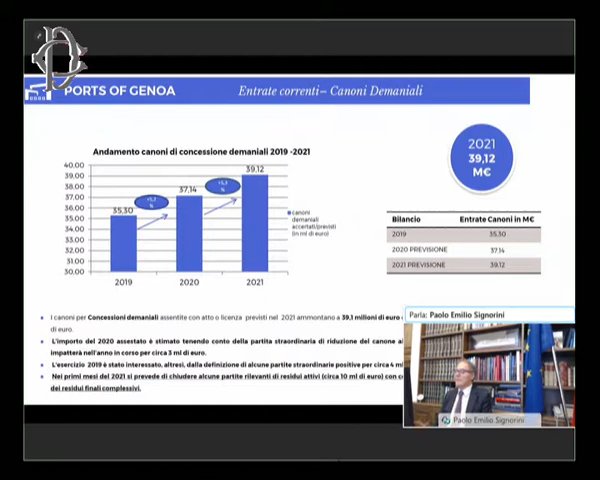 PORTS OF GENOA
Entrate correnti– Canoni Demaniali
Andamento canoni di concessione demaniali 2019 -2021
40.00
39.00
38.00
37.00
36.00
35.00
34.00
33.00
32.00
31.00
30.00
35,30
37,14
39,12
2019
2020
2021
canoni
demaniali
accertati/previsti
(in ml di euro)
2021
39,12
M€
Bilancio Entrate Canoni in M€
2019 35,30
2020 PREVISIONE 37,14
2021 PREVISIONE 39,12
I canoni per Concessioni demaniali assentite con atto o licenza previsti nel 2021 ammontano a 39,1 milioni di euro
di euro.
L'importo del 2020 assestato è stimato tenendo conto della partita straordinaria di riduzione del canone
impatterà nell'anno in corso per circa 3 ml di euro.
L'esercizio 2019 è stato interessato, altresì, dalla definizione di alcune partite straordinarie positive per circa 4
Nei primi mesi del 2021 si prevede di chiudere alcune partite rilevanti di residui attivi (circa 10 ml di euro)
dei residui finali complessivi.
Parla: Paolo Emilio Signorini
Paolo Emilio Signorini